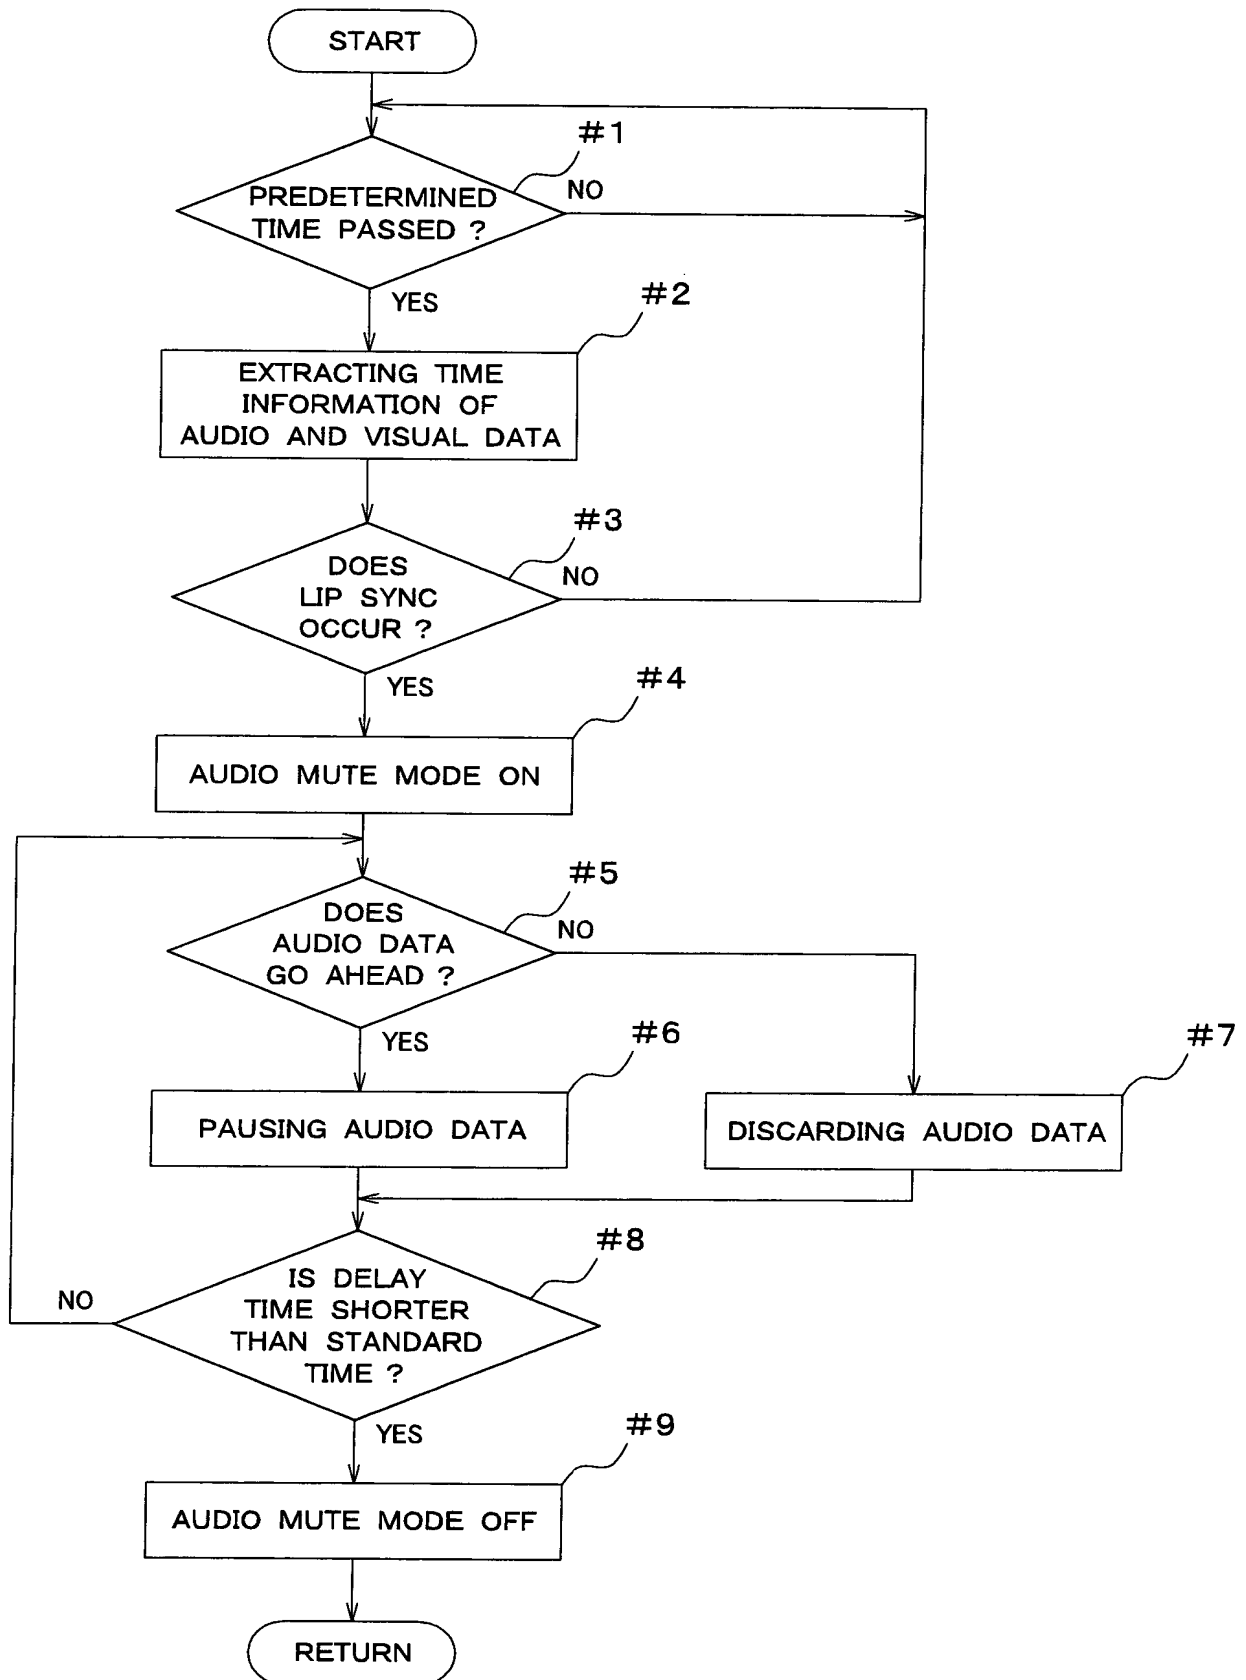 START
#1
PREDETERMINED
TIME PASSED ?
NO
YES
#2
EXTRACTING TIME
INFORMATION OF
AUDIO AND VISUAL DATA
#3
DOES
LIP SYNC
OCCUR ?
NO
YES
#4
AUDIO MUTE MODE ON
#5
DOES
AUDIO DATA
GO AHEAD ?
NO
YES
#6
PAUSING AUDIO DATA
#7
DISCARDING AUDIO DATA
#8
IS DELAY
TIME SHORTER
THAN STANDARD
TIME ?
NO
YES
#9
AUDIO MUTE MODE OFF
RETURN